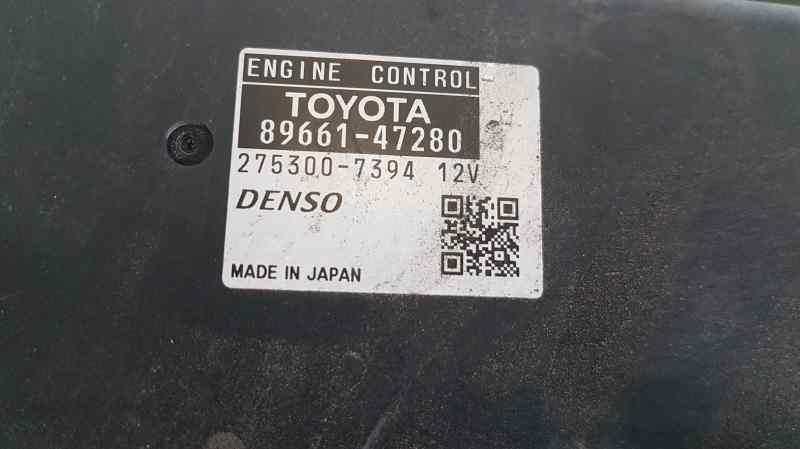 ENGINE CONTROL
TOYOTA
89661-47280
275300-7394 12V
DENSO
MADE IN JAPAN